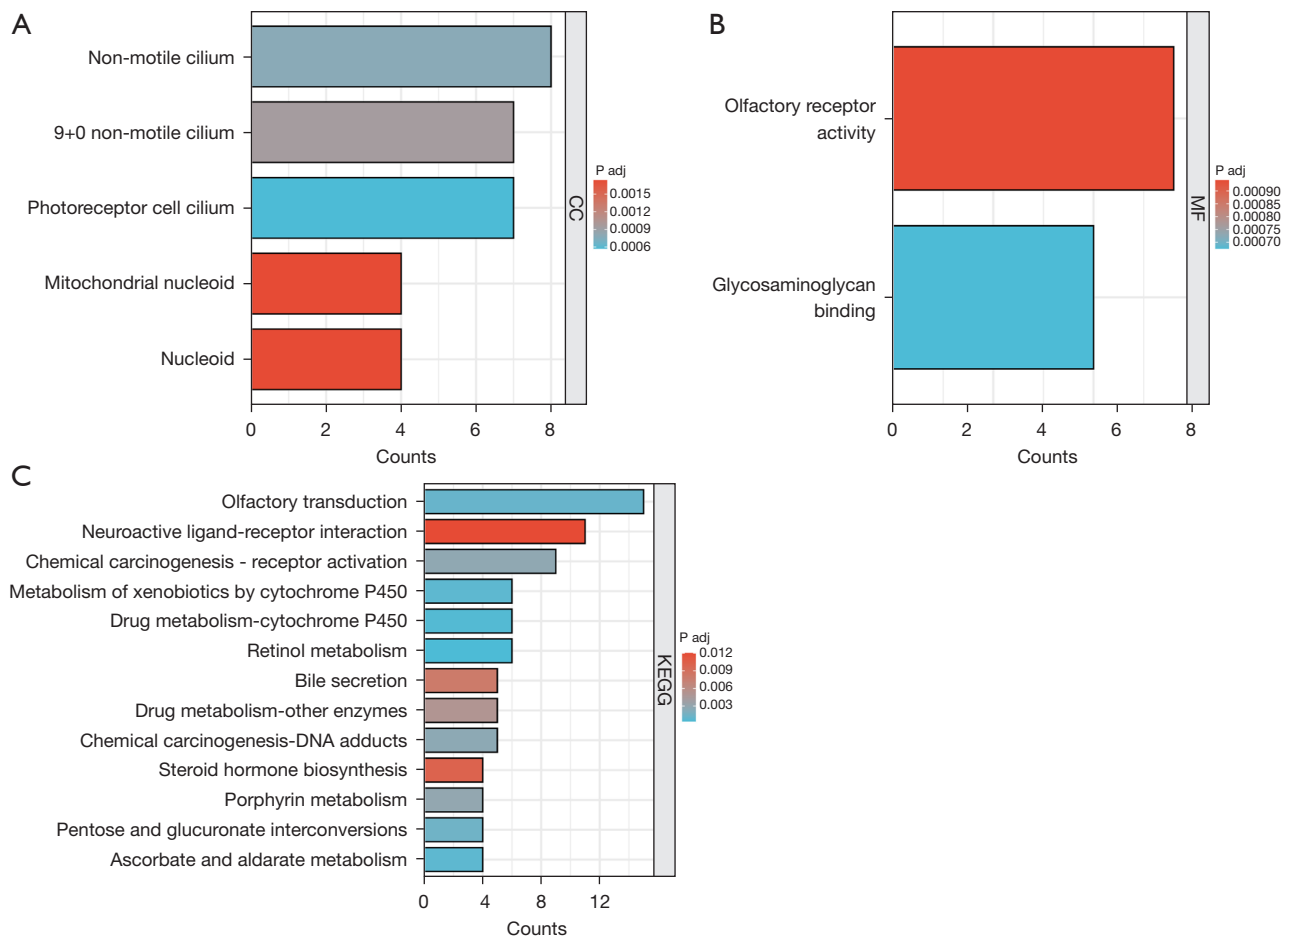 A
Non-motile cilium
9+0 non-motile cilium
Photoreceptor cell cilium
Mitochondrial nucleoid
Nucleoid
0 2 4 6 8
Counts
CC
P adj
0.0015
0.0012
0.0009
0.0006
B
Olfactory receptor
activity
Glycosaminoglycan
binding
0 2 4 6 8
Counts
MF
P adj
0.00090
0.00085
0.00080
0.00075
0.00070
C
Olfactory transduction
Neuroactive ligand-receptor interaction
Chemical carcinogenesis - receptor activation
Metabolism of xenobiotics by cytochrome P450
Drug metabolism-cytochrome P450
Retinol metabolism
Bile secretion
Drug metabolism-other enzymes
Chemical carcinogenesis-DNA adducts
Steroid hormone biosynthesis
Porphyrin metabolism
Pentose and glucuronate interconversions
Ascorbate and aldarate metabolism
0 4 8 12
Counts
KEGG
P adj
0.012
0.009
0.006
0.003